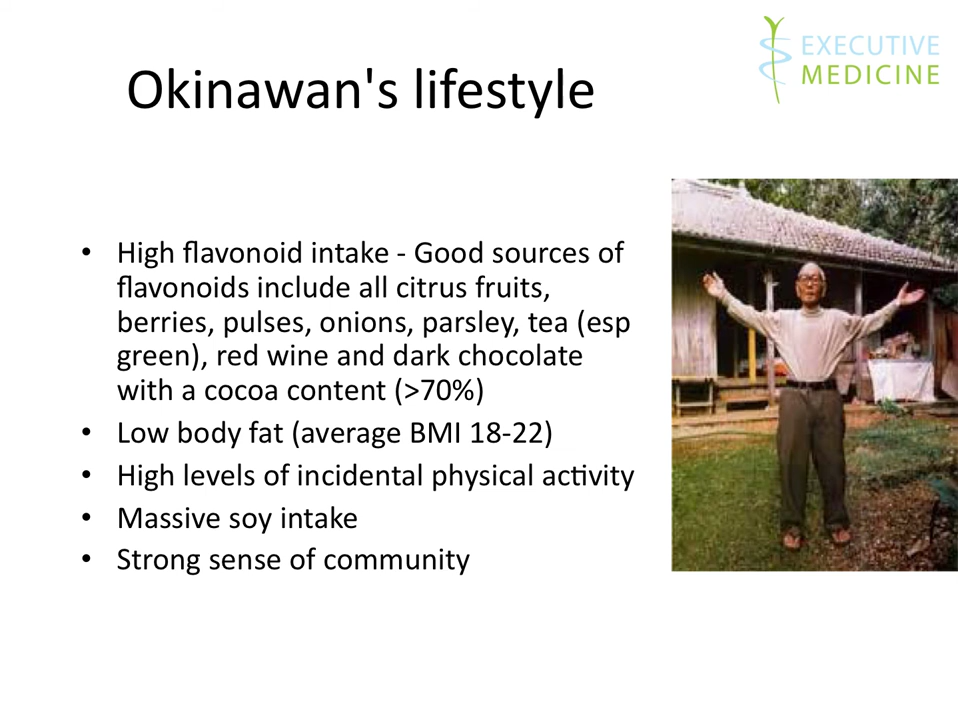 EXECUTIVE
MEDICINE
Okinawan's lifestyle
• High flavonoid intake - Good sources of
flavonoids include all citrus fruits,
berries, pulses, onions, parsley, tea (esp
green), red wine and dark chocolate
with a cocoa content (>70%)
• Low body fat (average BMI 18-22)
• High levels of incidental physical activity
• Massive soy intake
• Strong sense of community